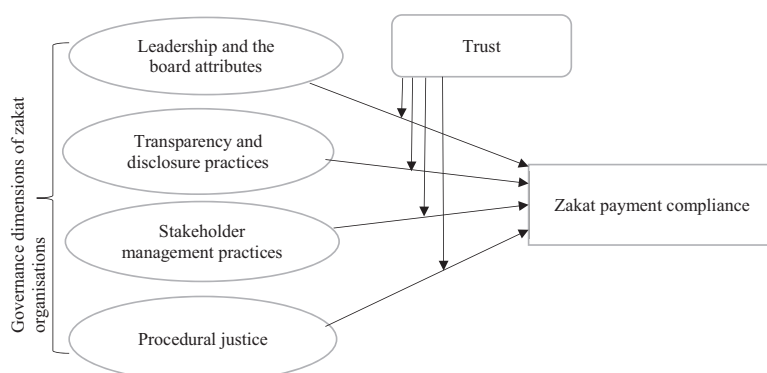 Governance dimensions of zakat
organisations
Leadership and the
board attributes
Transparency and
disclosure practices
Stakeholder
management practices
Procedural justice
Trust
Zakat payment compliance